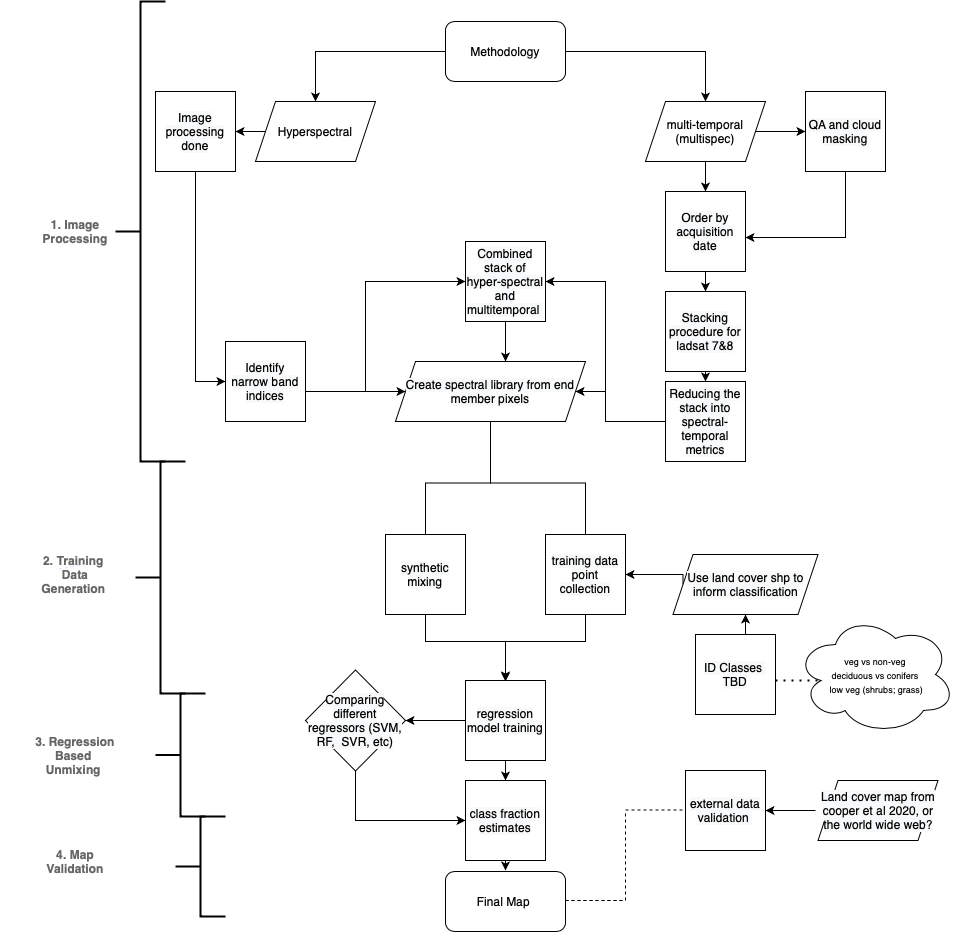 Methodology
Image
processing
done
Hyperspectral
multi-temporal
(multispec)
QA and cloud
masking
1. Image
Processing
Order by
acquisition
date
Combined
stack of
hyper-spectral
and
multitemporal
Stacking
procedure for
ladsat 7&8
Identify
narrow band
indices
Create spectral library from end
member pixels
Reducing the
stack into
spectral-
temporal
metrics
2. Training
Data
Generation
synthetic
mixing
training data
point
collection
Use land cover shp to
inform classification
ID Classes
TBD
veg vs non-veg
deciduous vs conifers
low veg (shrubs; grass)
3. Regression
Based
Unmixing
Comparing
different
regressors (SVM,
RF, SVR, etc)
regression
model training
class fraction
estimates
external data
validation
Land cover map from
cooper et al 2020, or
the world wide web?
4. Map
Validation
Final Map